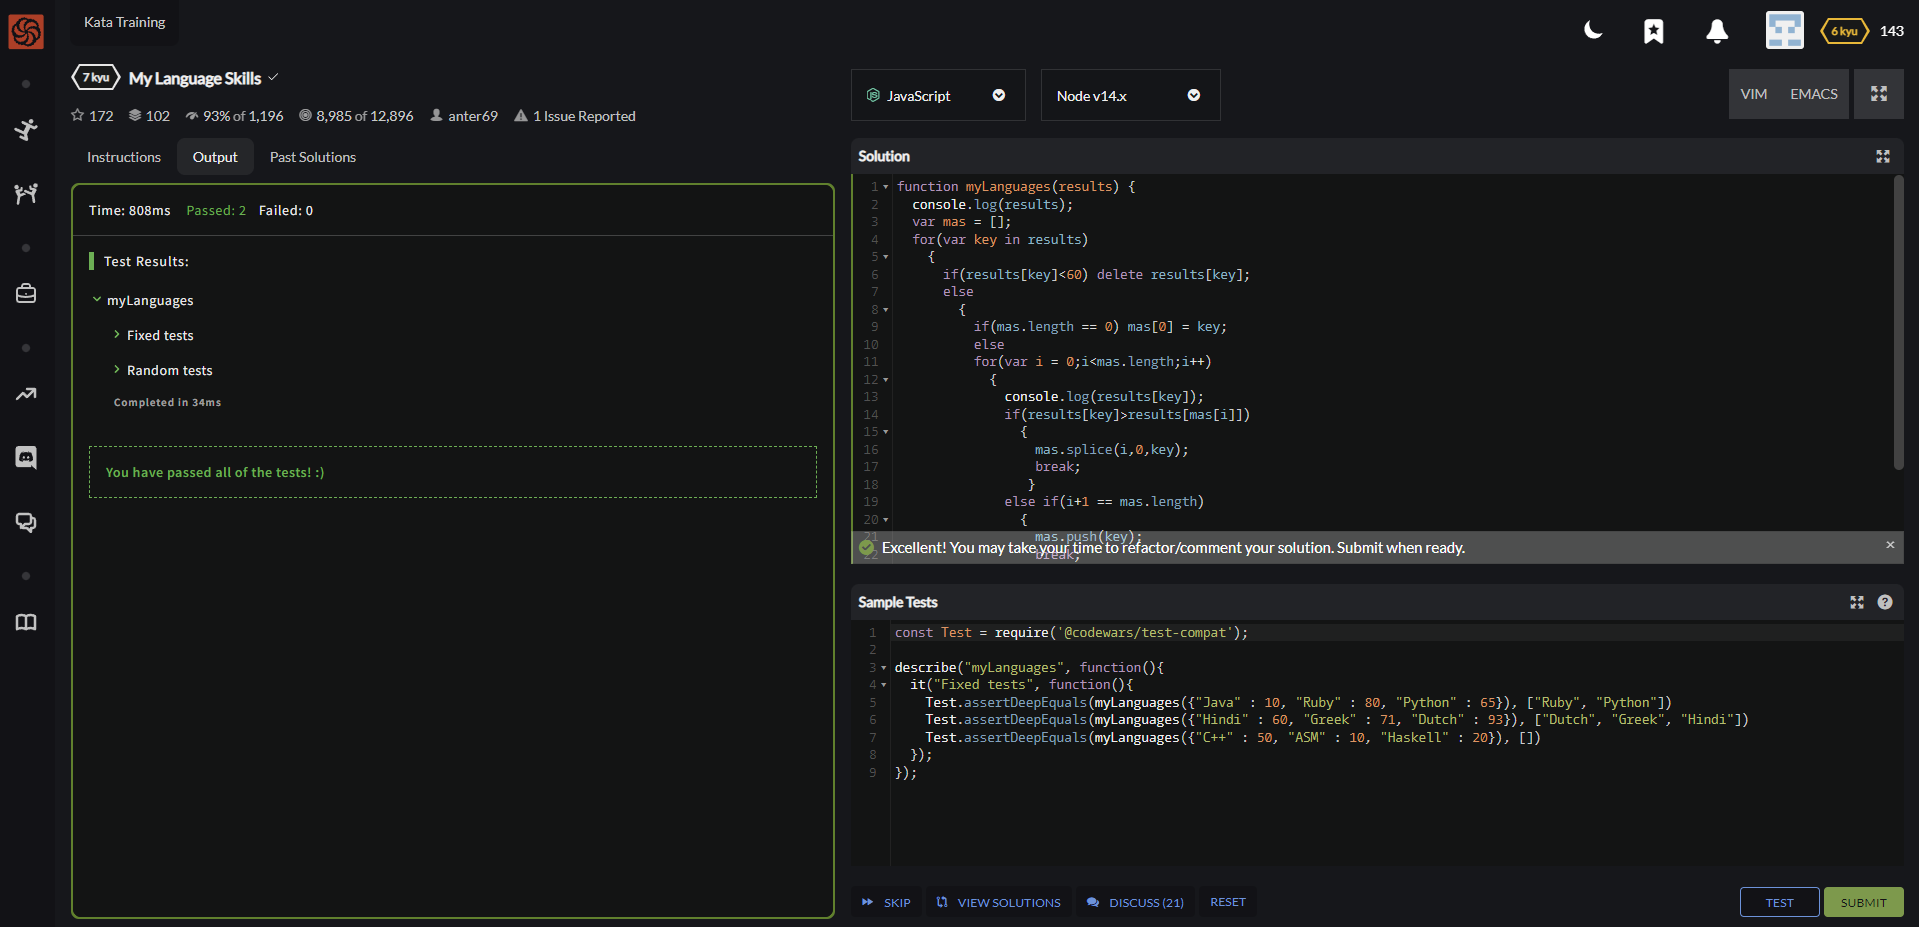 Kata Training
6 kyu 143
7 kyu My Language Skills
172 102 93% of 1,196 8,985 of 12,896 anter69 1 Issue Reported
Instructions Output Past Solutions
Time: 808ms Passed: 2 Failed: 0
Test Results:
myLanguages
Fixed tests
Random tests
Completed in 34ms
You have passed all of the tests! :)
JavaScript Node v14.x VIM EMACS
Solution
1 function myLanguages(results) {
2 console.log(results);
3 var mas = [];
4 for(var key in results)
5 {
6 if(results[key]<60) delete results[key];
7 else
8 {
9 if(mas.length == 0) mas[0] = key;
10 else
11 for(var i = 0;i<mas.length;i++)
12 {
13 console.log(results[key]);
14 if(results[key]>results[mas[i]])
15 {
16 mas.splice(i,0,key);
17 break;
18 }
19 else if(i+1 == mas.length)
20 {
21 mas.push(key);
22 break;
Excellent! You may take your time to refactor/comment your solution. Submit when ready.
Sample Tests
1 const Test = require('@codewars/test-compat');
2
3 describe("myLanguages", function(){
4 it("Fixed tests", function(){
5 Test.assertDeepEquals(myLanguages({"Java" : 10, "Ruby" : 80, "Python" : 65}), ["Ruby", "Python"])
6 Test.assertDeepEquals(myLanguages({"Hindi" : 60, "Greek" : 71, "Dutch" : 93}), ["Dutch", "Greek", "Hindi"])
7 Test.assertDeepEquals(myLanguages({"C++" : 50, "ASM" : 10, "Haskell" : 20}), [])
8 });
9 });
SKIP VIEW SOLUTIONS DISCUSS (21) RESET TEST SUBMIT